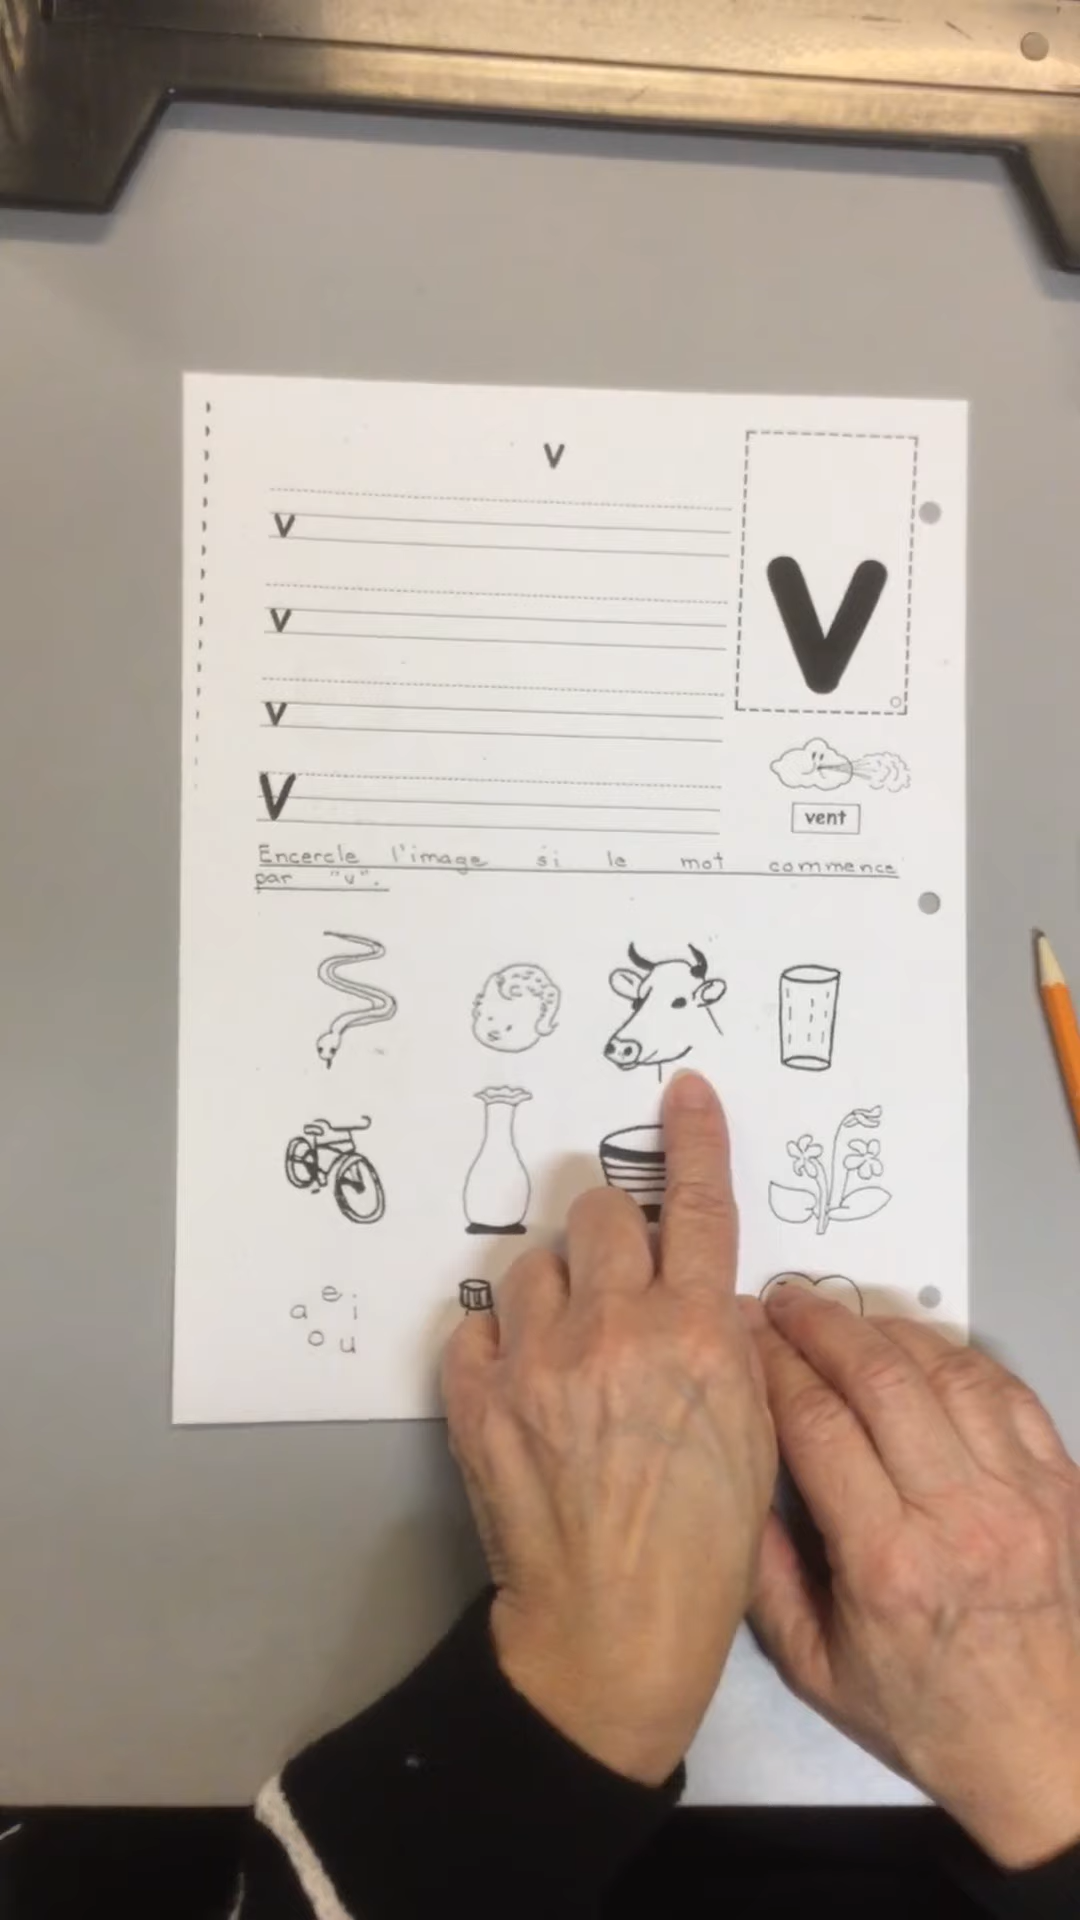 v
v
v
v
V
v
vent
Encercle l'image si le mot commence
par "v".
e
a i
o u